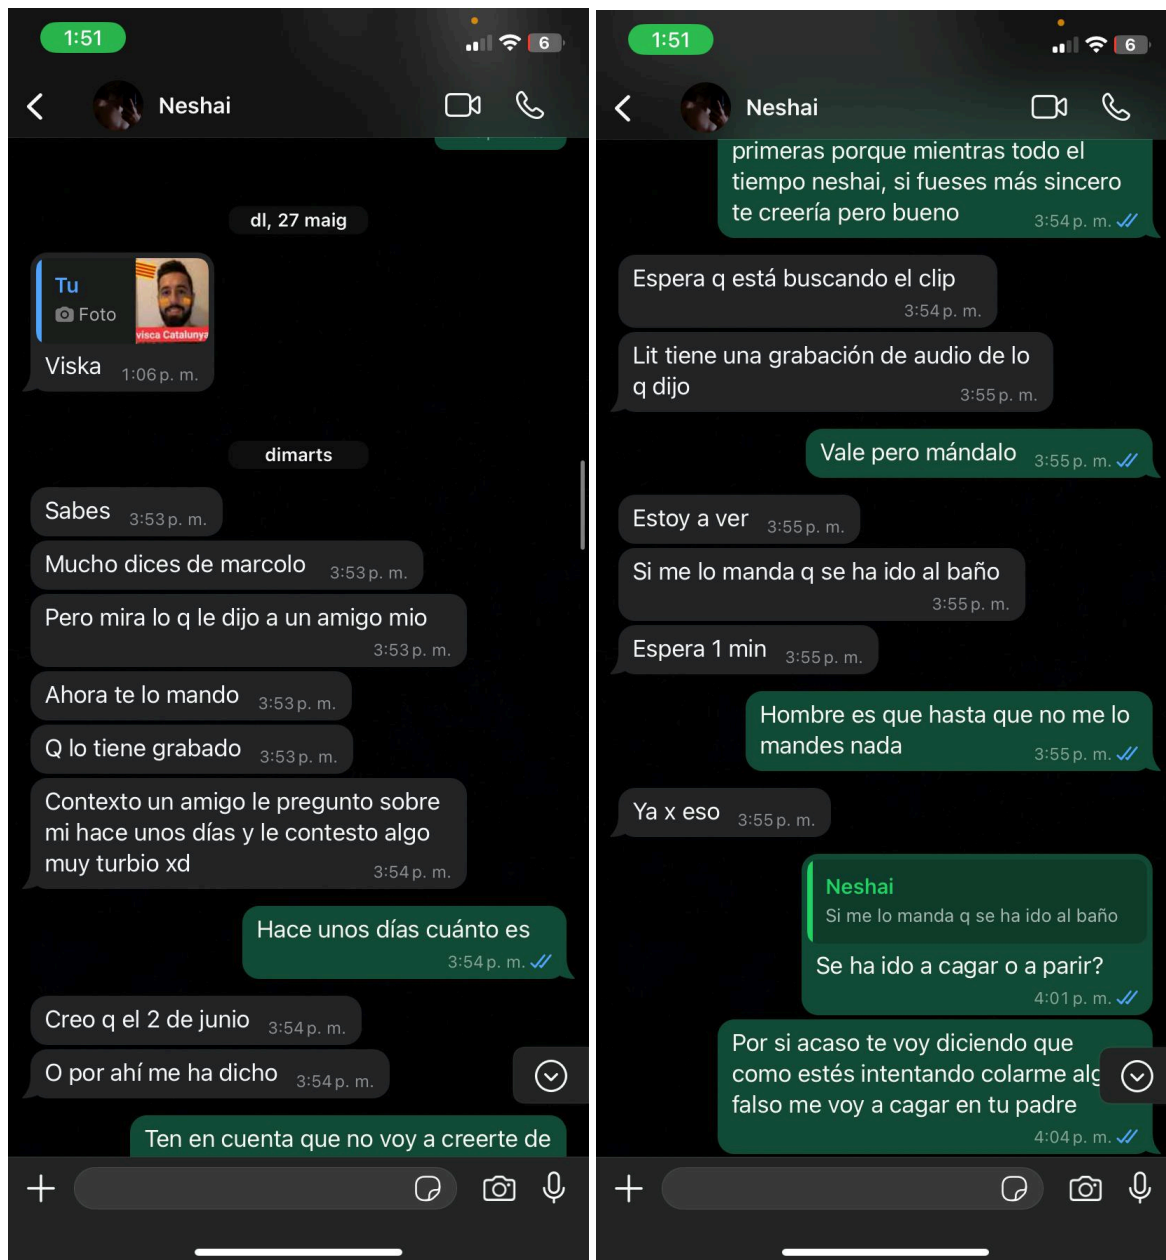 1:51
6
Neshai
dl, 27 maig
Tu
Foto
visca Catalunya
Viska 1:06 p. m.
dimarts
Sabes 3:53 p. m.
Mucho dices de marcolo 3:53 p. m.
Pero mira lo q le dijo a un amigo mio
3:53 p. m.
Ahora te lo mando 3:53 p. m.
Q lo tiene grabado 3:53 p. m.
Contexto un amigo le pregunto sobre
mi hace unos días y le contesto algo
muy turbio xd 3:54 p. m.
Hace unos días cuánto es
3:54 p. m.
Creo q el 2 de junio 3:54 p. m.
O por ahí me ha dicho 3:54 p. m.
Ten en cuenta que no voy a creerte de
1:51
6
Neshai
primeras porque mientras todo el
tiempo neshai, si fueses más sincero
te creería pero bueno 3:54 p. m.
Espera q está buscando el clip
3:54 p. m.
Lit tiene una grabación de audio de lo
q dijo 3:55 p. m.
Vale pero mándalo 3:55 p. m.
Estoy a ver 3:55 p. m.
Si me lo manda q se ha ido al baño
3:55 p. m.
Espera 1 min 3:55 p. m.
Hombre es que hasta que no me lo
mandes nada 3:55 p. m.
Ya x eso 3:55 p. m.
Neshai
Si me lo manda q se ha ido al baño
Se ha ido a cagar o a parir?
4:01 p. m.
Por si acaso te voy diciendo que
como estés intentando colarme alg
falso me voy a cagar en tu padre
4:04 p. m.